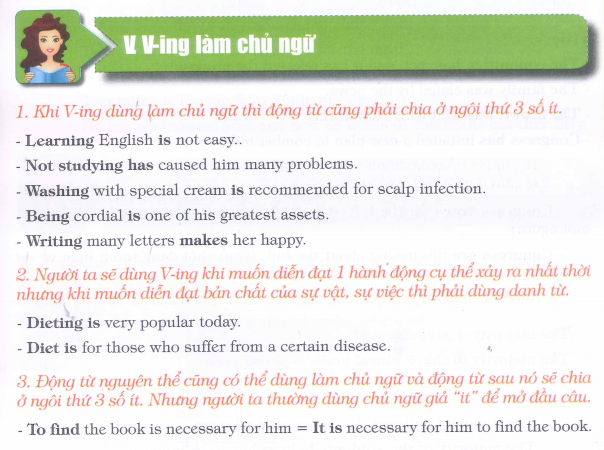 V. V-ing làm chủ ngữ
1. Khi V-ing dùng làm chủ ngữ thì động từ cũng phải chia ở ngôi thứ 3 số ít.
- Learning English is not easy..
- Not studying has caused him many problems.
- Washing with special cream is recommended for scalp infection.
- Being cordial is one of his greatest assets.
- Writing many letters makes her happy.
2. Người ta sẽ dùng V-ing khi muốn diễn đạt 1 hành động cụ thể xảy ra nhất thời
nhưng khi muốn diễn đạt bản chất của sự vật, sự việc thì phải dùng danh từ.
- Dieting is very popular today.
- Diet is for those who suffer from a certain disease.
3. Động từ nguyên thể cũng có thể dùng làm chủ ngữ và động từ sau nó sẽ chia
ở ngôi thứ 3 số ít. Nhưng người ta thường dùng chủ ngữ giả "it" để mở đầu câu.
- To find the book is necessary for him = It is necessary for him to find the book.